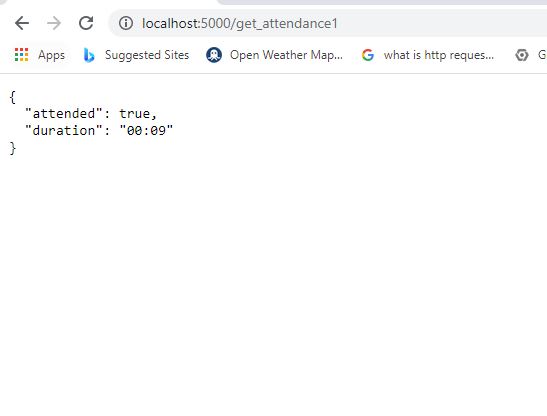 localhost:5000/get_attendance1
Apps Suggested Sites Open Weather Map... what is http reques... G
{
  "attended": true,
  "duration": "00:09"
}